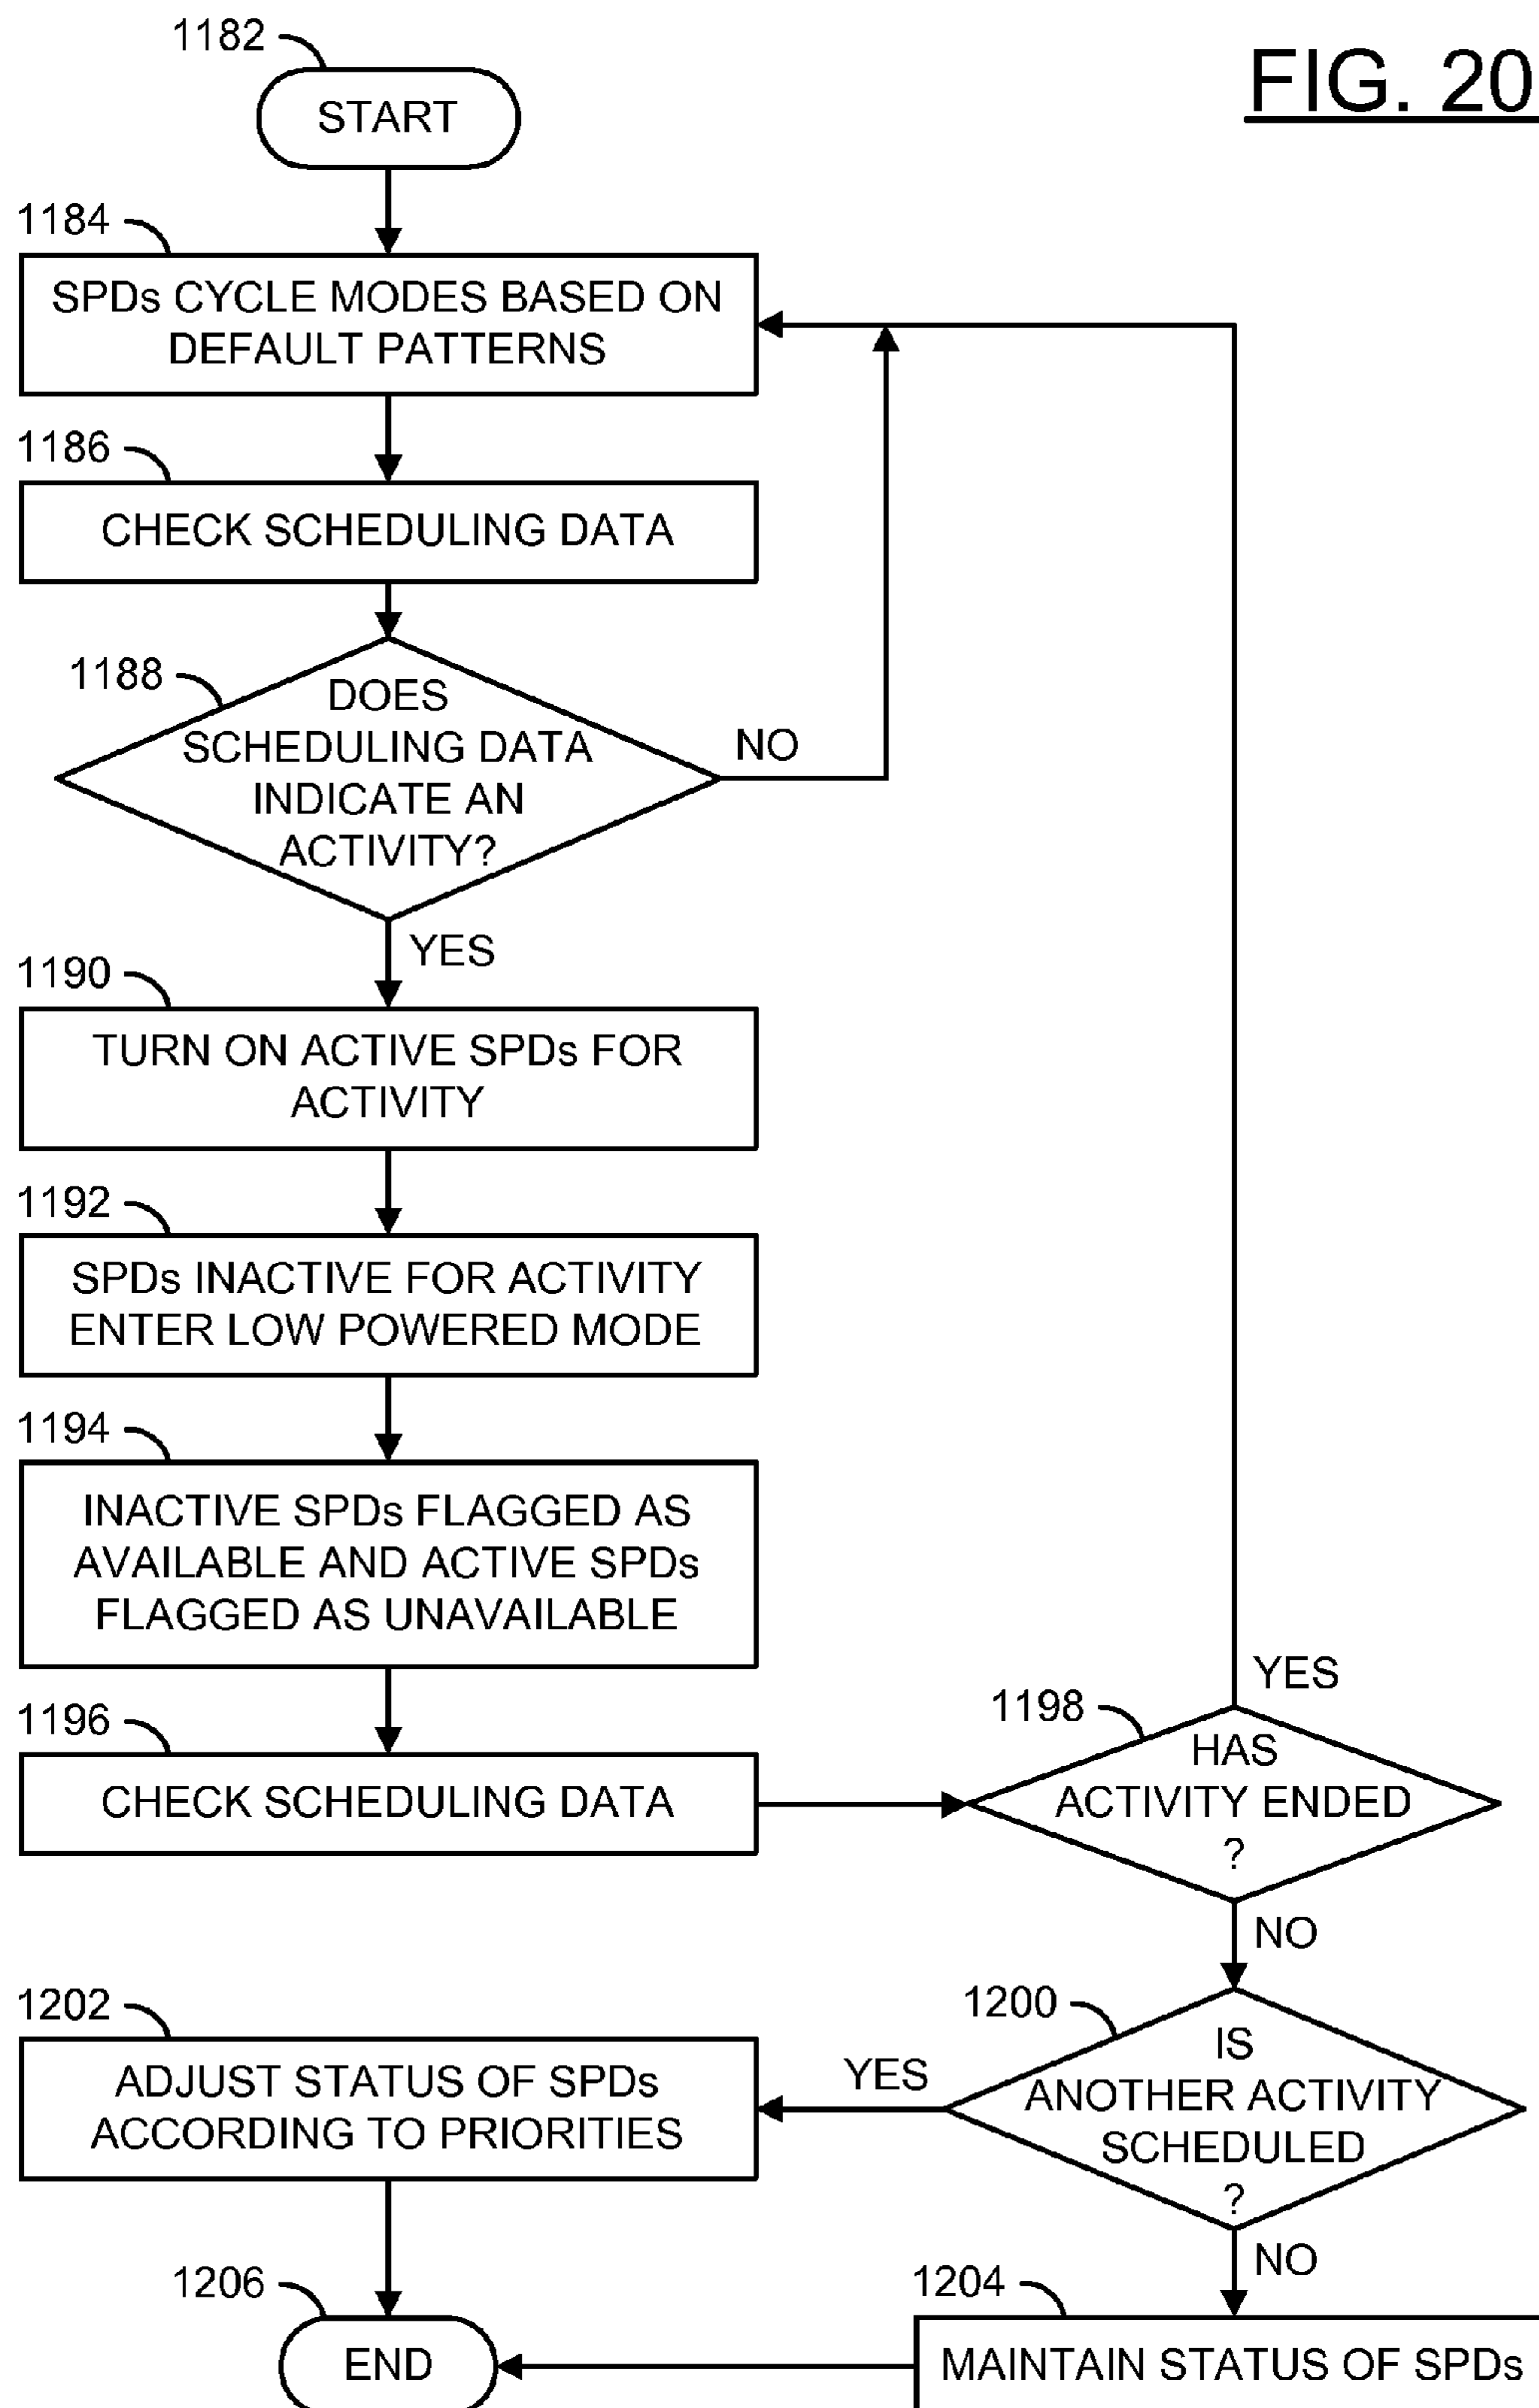 FIG. 20
1182
START
1184
SPDs CYCLE MODES BASED ON
DEFAULT PATTERNS
1186
CHECK SCHEDULING DATA
1188
DOES
SCHEDULING DATA
INDICATE AN
ACTIVITY?
NO
YES
1190
TURN ON ACTIVE SPDs FOR
ACTIVITY
1192
SPDs INACTIVE FOR ACTIVITY
ENTER LOW POWERED MODE
1194
INACTIVE SPDs FLAGGED AS
AVAILABLE AND ACTIVE SPDs
FLAGGED AS UNAVAILABLE
1196
CHECK SCHEDULING DATA
1198
YES
HAS
ACTIVITY ENDED
?
NO
1200
IS
ANOTHER ACTIVITY
SCHEDULED
?
YES
NO
1202
ADJUST STATUS OF SPDs
ACCORDING TO PRIORITIES
1204
MAINTAIN STATUS OF SPDs
1206
END